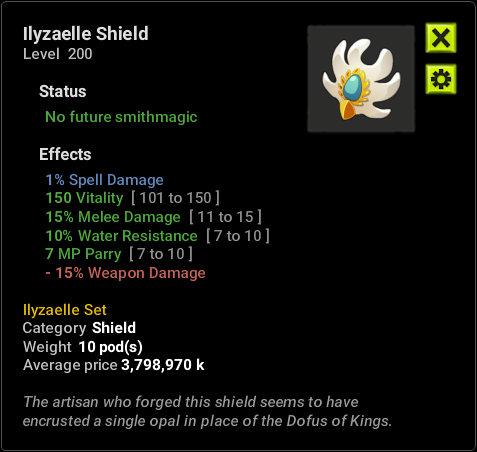 Ilyzaelle Shield
Level 200
Status
No future smithmagic
Effects
1% Spell Damage
150 Vitality [ 101 to 150 ]
15% Melee Damage [ 11 to 15 ]
10% Water Resistance [ 7 to 10 ]
7 MP Parry [ 7 to 10 ]
- 15% Weapon Damage
Ilyzaelle Set
Category Shield
Weight 10 pod(s)
Average price 3,798,970 k
The artisan who forged this shield seems to have
encrusted a single opal in place of the Dofus of Kings.